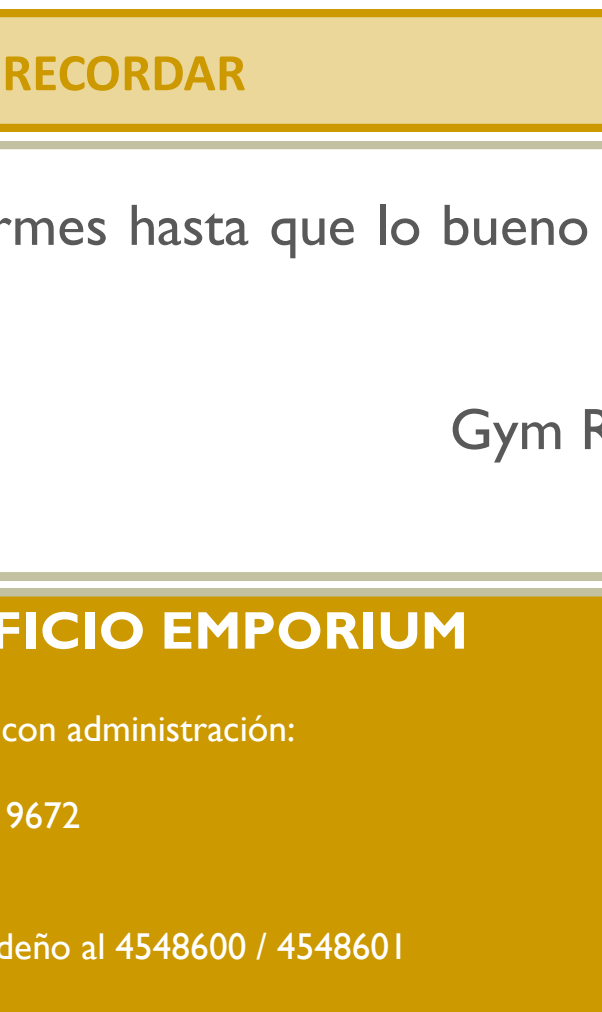 RECORDAR
rmes hasta que lo bueno
Gym R
FICIO EMPORIUM
con administración:
9672
deño al 4548600 / 4548601